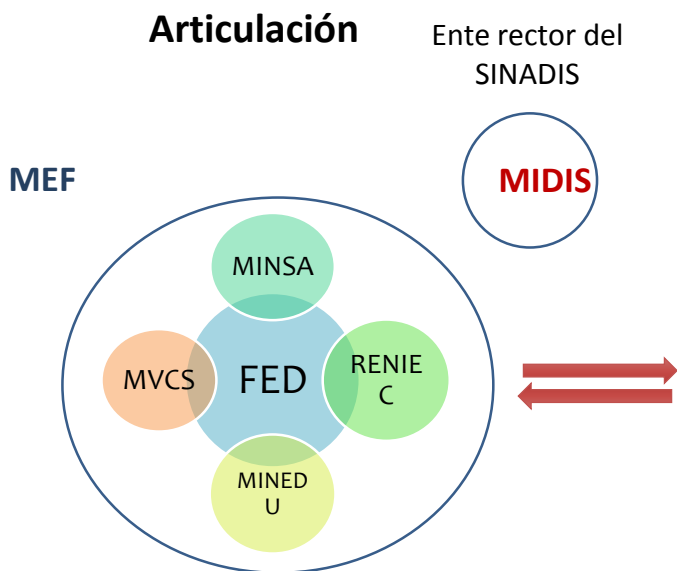 Articulación
Ente rector del
SINADIS
MEF
MIDIS
MINSA
MVCS
FED
RENIE
C
MINED
U